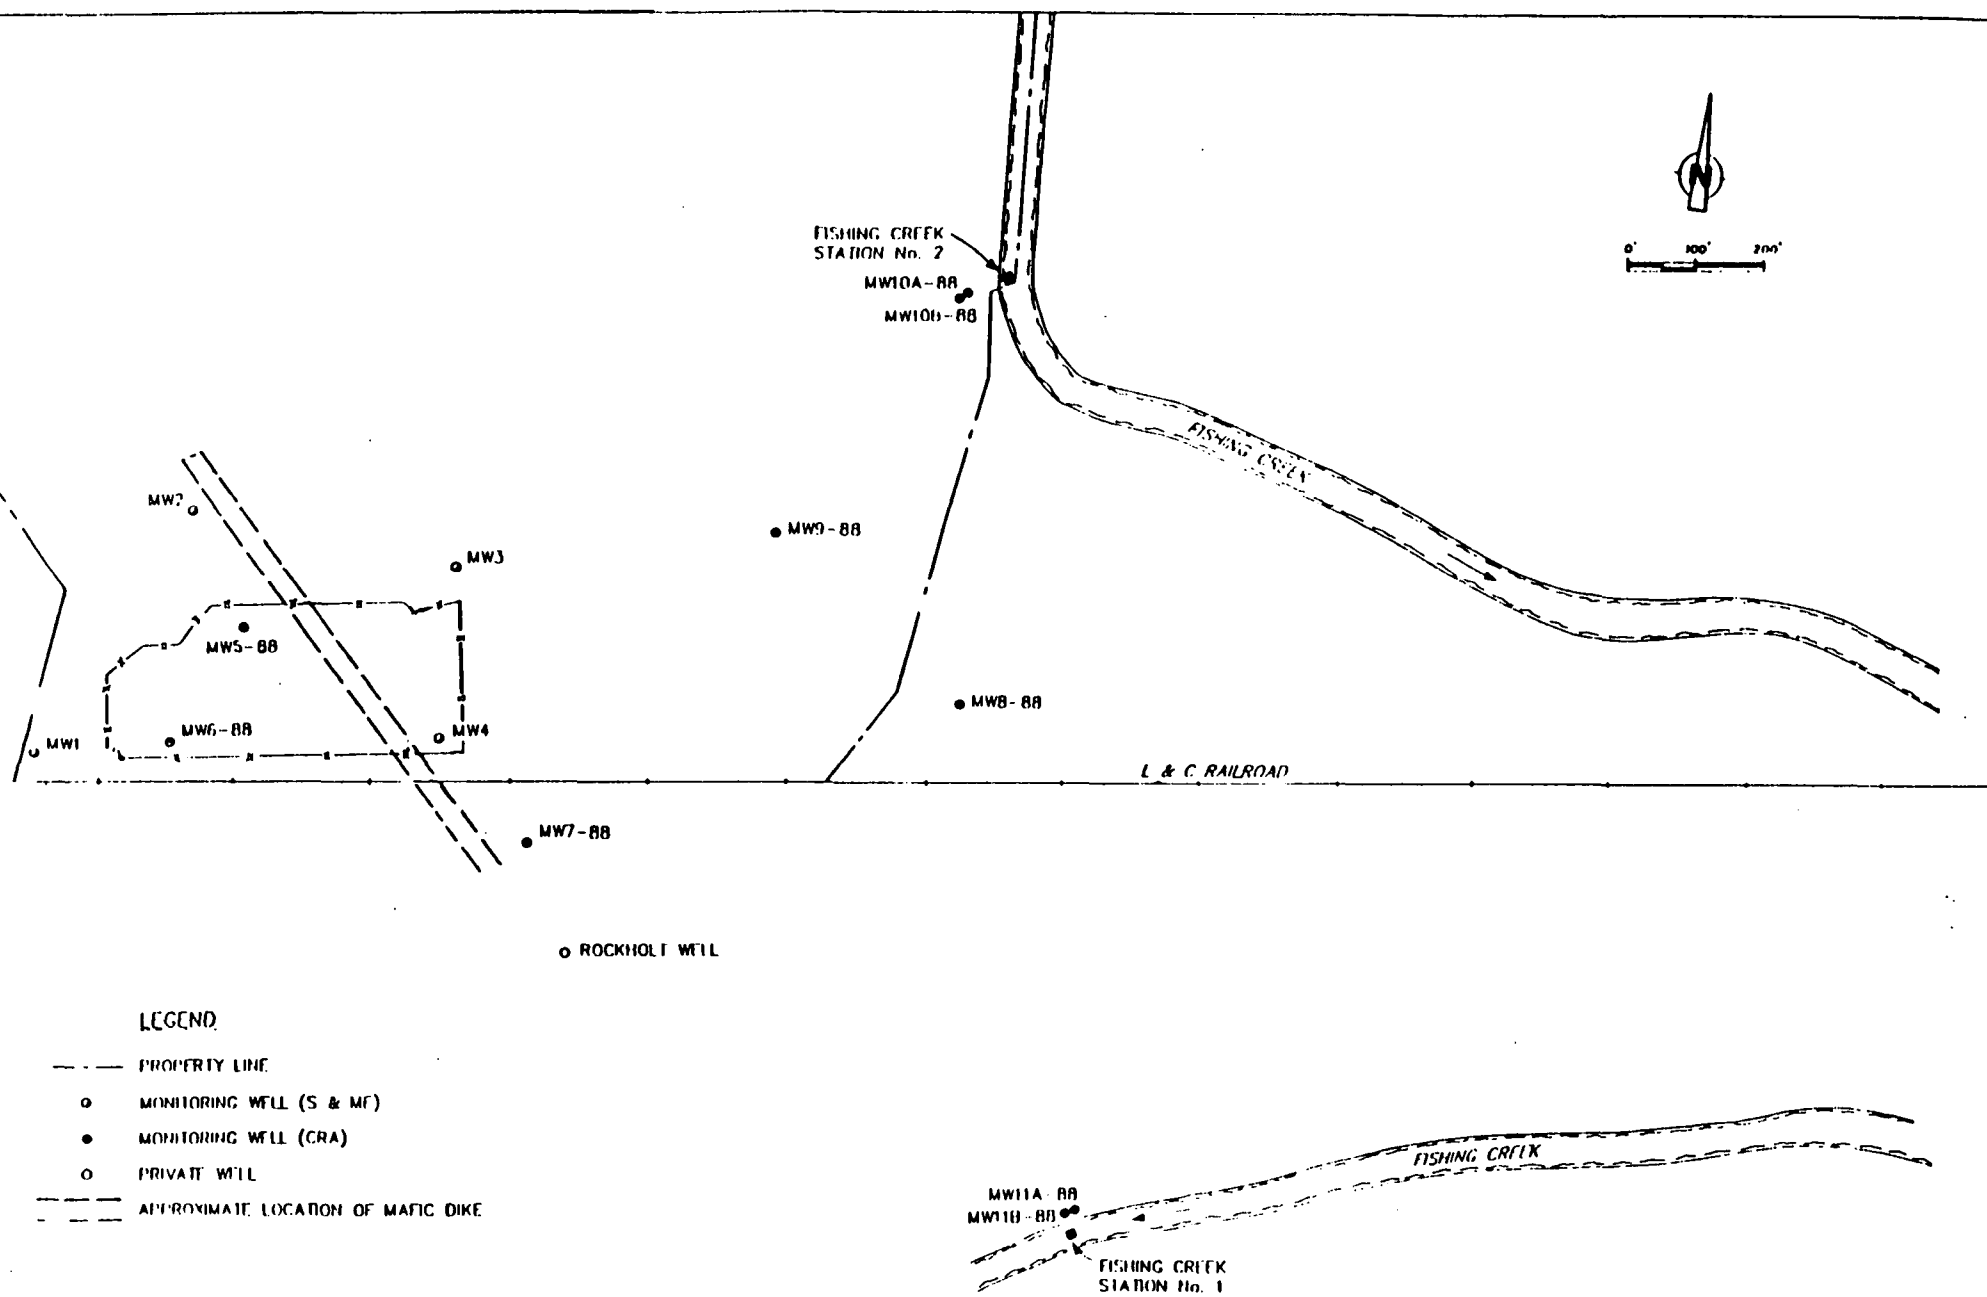 N
0' 100' 200'
FISHING CREEK
STATION No. 2
MW10A-88
MW10B-88
FISHING CREEK
MW2
MW9-88
MW3
MW5-88
MW8-88
MW6-88
MW4
MW1
L & C RAILROAD
MW7-88
ROCKHOLT WELL
LEGEND
PROPERTY LINE
MONITORING WELL (S & ME)
MONITORING WELL (CRA)
PRIVATE WELL
APPROXIMATE LOCATION OF MAFIC DIKE
FISHING CREEK
MW11A-88
MW11B-88
FISHING CREEK
STATION No. 1